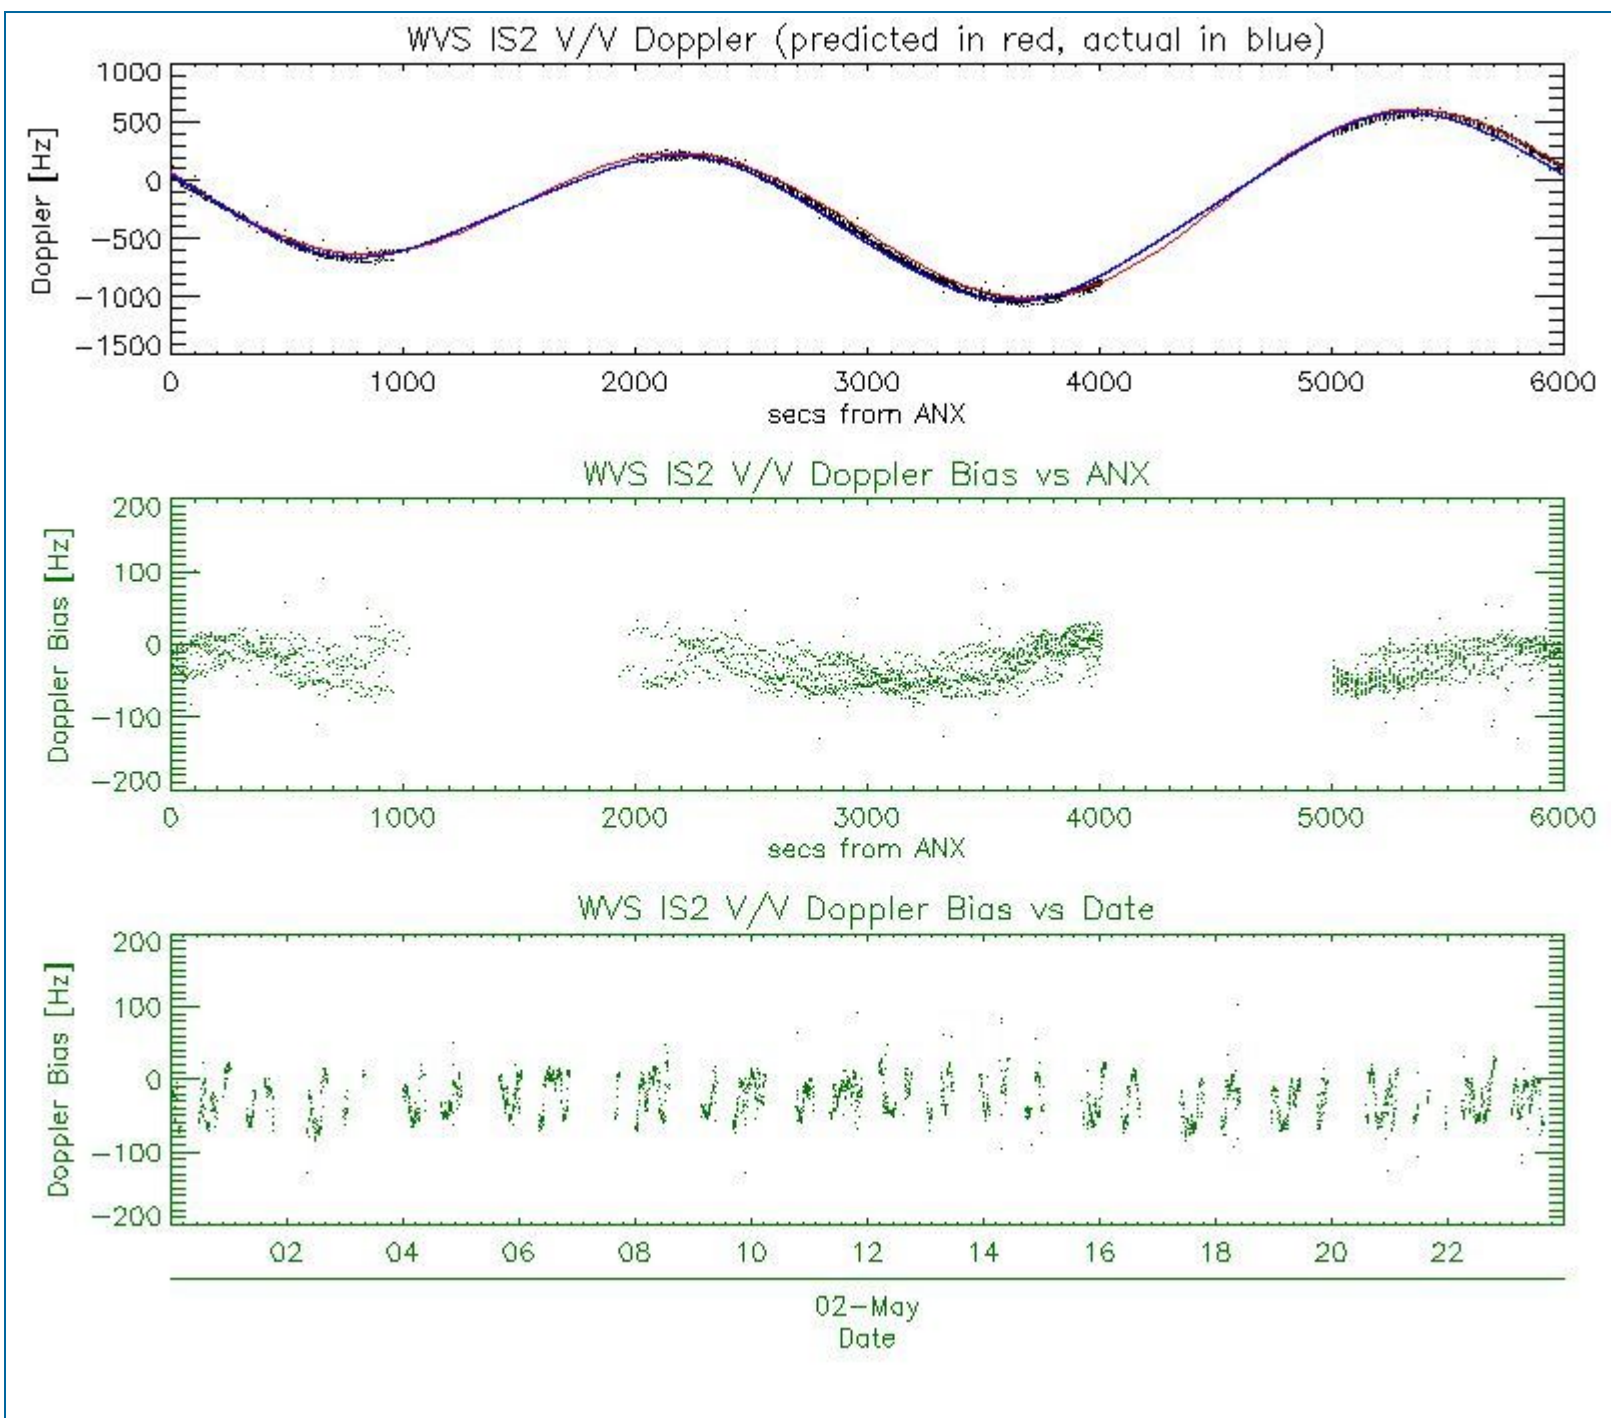 WVS IS2 V/V Doppler (predicted in red, actual in blue)
1000
500
0
-500
-1000
-1500
Doppler [Hz]
0 1000 2000 3000 4000 5000 6000
secs from ANX
WVS IS2 V/V Doppler Bias vs ANX
200
100
0
-100
-200
Doppler Bias [Hz]
0 1000 2000 3000 4000 5000 6000
secs from ANX
WVS IS2 V/V Doppler Bias vs Date
200
100
0
-100
-200
Doppler Bias [Hz]
02 04 06 08 10 12 14 16 18 20 22
02-May
Date